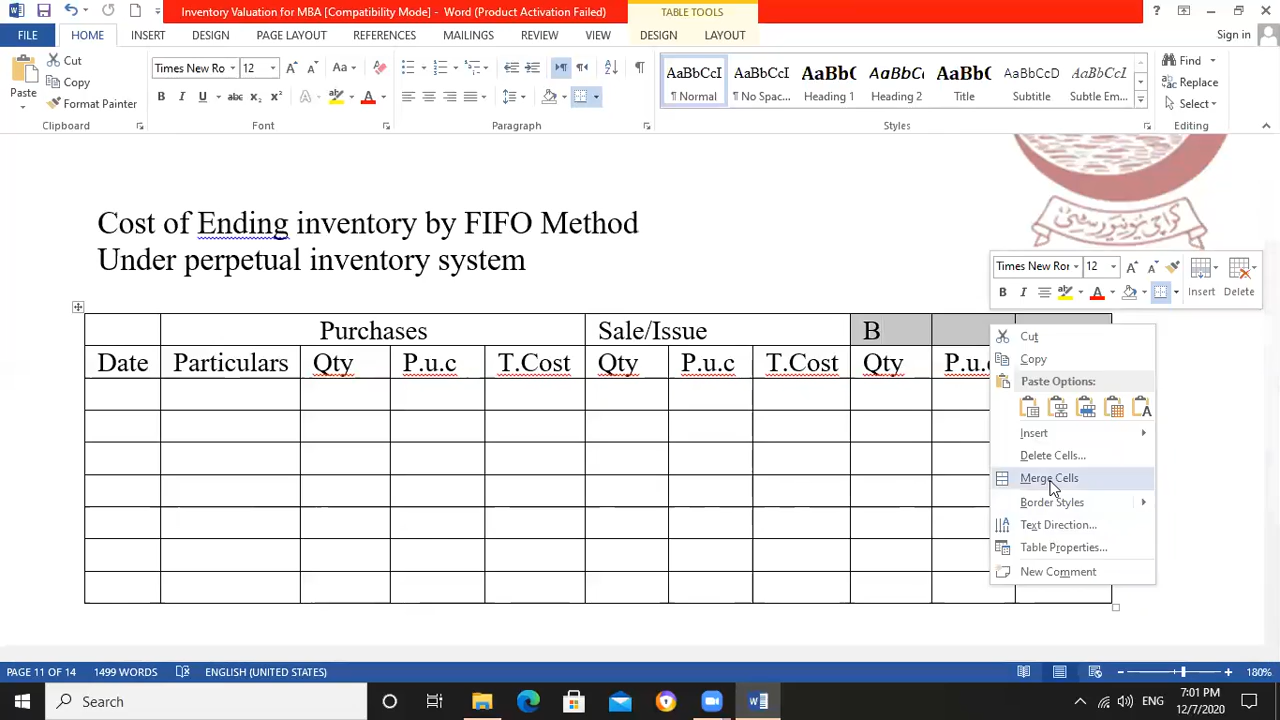 Inventory Valuation for MBA [Compatibility Mode] - Word (Product Activation Failed)
TABLE TOOLS
FILE HOME INSERT DESIGN PAGE LAYOUT REFERENCES MAILINGS REVIEW VIEW DESIGN LAYOUT Sign in
Paste
Cut
Copy
Format Painter
Clipboard
Times New Ro 12
Font
Paragraph
AaBbCcI AaBbCcI AaBb( AaBbC( AaBb( AaBbCcD AaBbCcI
¶ Normal ¶ No Spac... Heading 1 Heading 2 Title Subtitle Subtle Em...
Styles
Find
Replace
Select
Editing
کراچی یونیورسٹی
Cost of Ending inventory by FIFO Method
Under perpetual inventory system
Times New Ror 12
Insert Delete
Purchases Sale/Issue B
Date Particulars Qty P.u.c T.Cost Qty P.u.c T.Cost Qty P.u.c
Cut
Copy
Paste Options:
Insert
Delete Cells...
Merge Cells
Border Styles
Text Direction...
Table Properties...
New Comment
PAGE 11 OF 14 1499 WORDS ENGLISH (UNITED STATES) 180%
Search
ENG
7:01 PM
12/7/2020